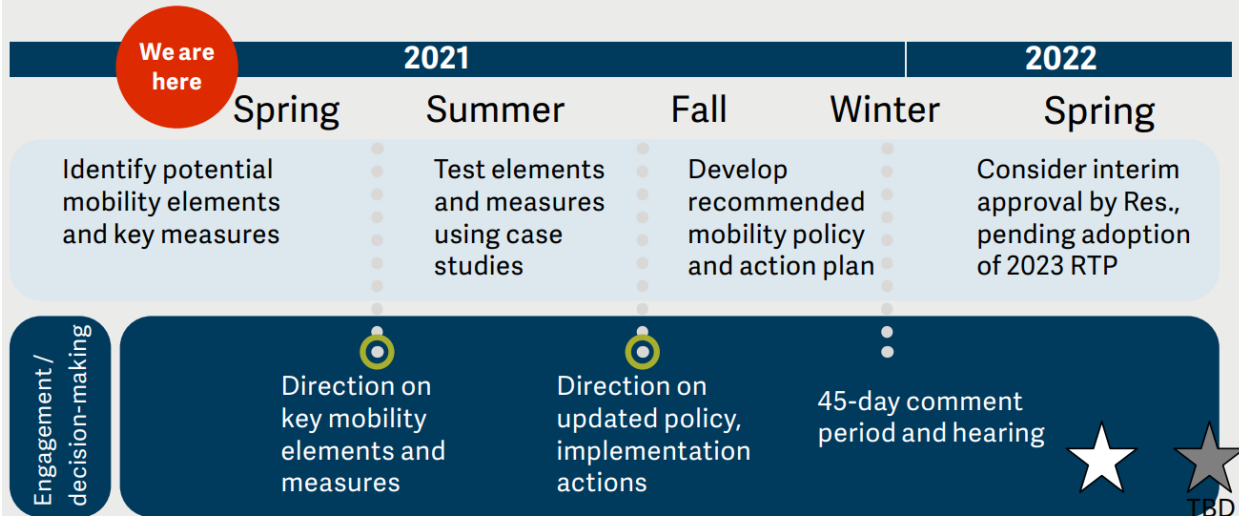 We are
here
2021
2022
Spring
Summer
Fall
Winter
Spring
Identify potential
mobility elements
and key measures
Test elements
and measures
using case
studies
Develop
recommended
mobility policy
and action plan
Consider interim
approval by Res.,
pending adoption
of 2023 RTP
Engagement /
decision-making
Direction on
key mobility
elements and
measures
Direction on
updated policy,
implementation
actions
45-day comment
period and hearing
TBD